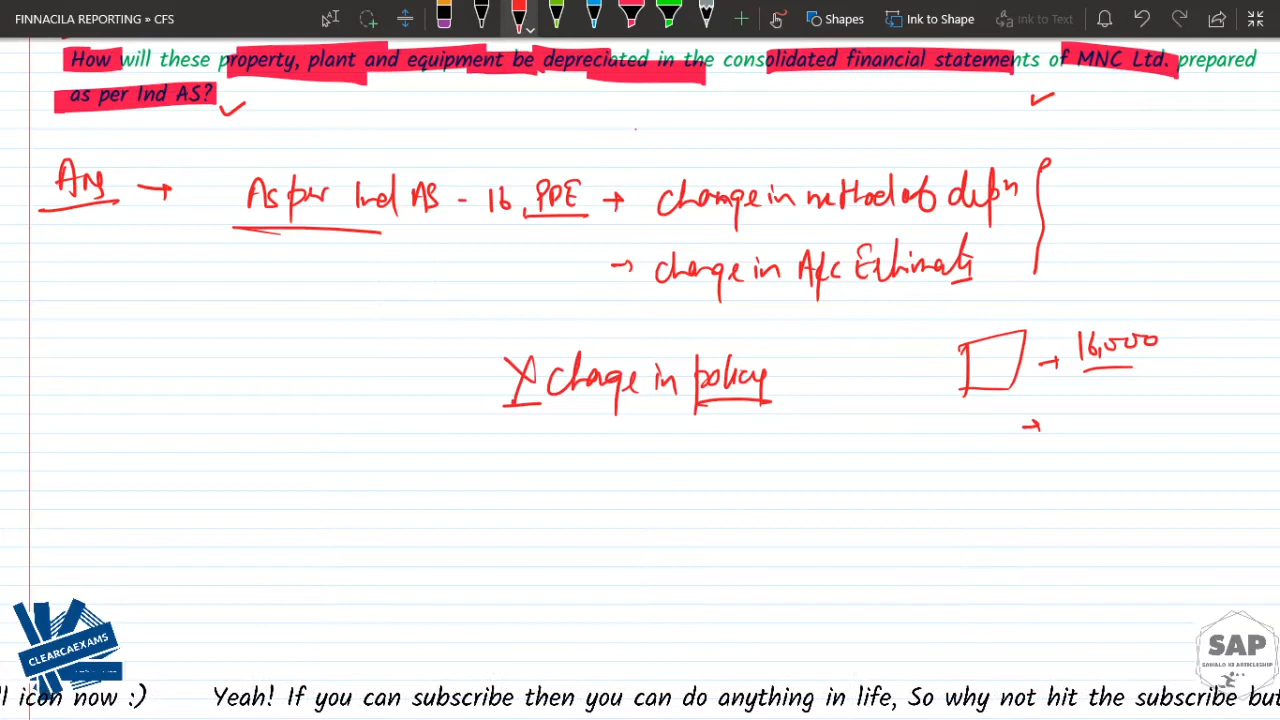 FINNACILA REPORTING » CFS
Shapes
Ink to Shape
Ink to Text
How will these property, plant and equipment be depreciated in the consolidated financial statements of MNC Ltd. prepared
as per Ind AS?
Ans → As per Ind AS - 16, PPE → change in method of depn
→ change in A/c Estimate
X change in policy
→ 16,000
→
CLEARCAEXAMS
SAP
SAWAAL AB ARTICLESHIP
l icon now :) Yeah! If you can subscribe then you can do anything in life, So why not hit the subscribe but